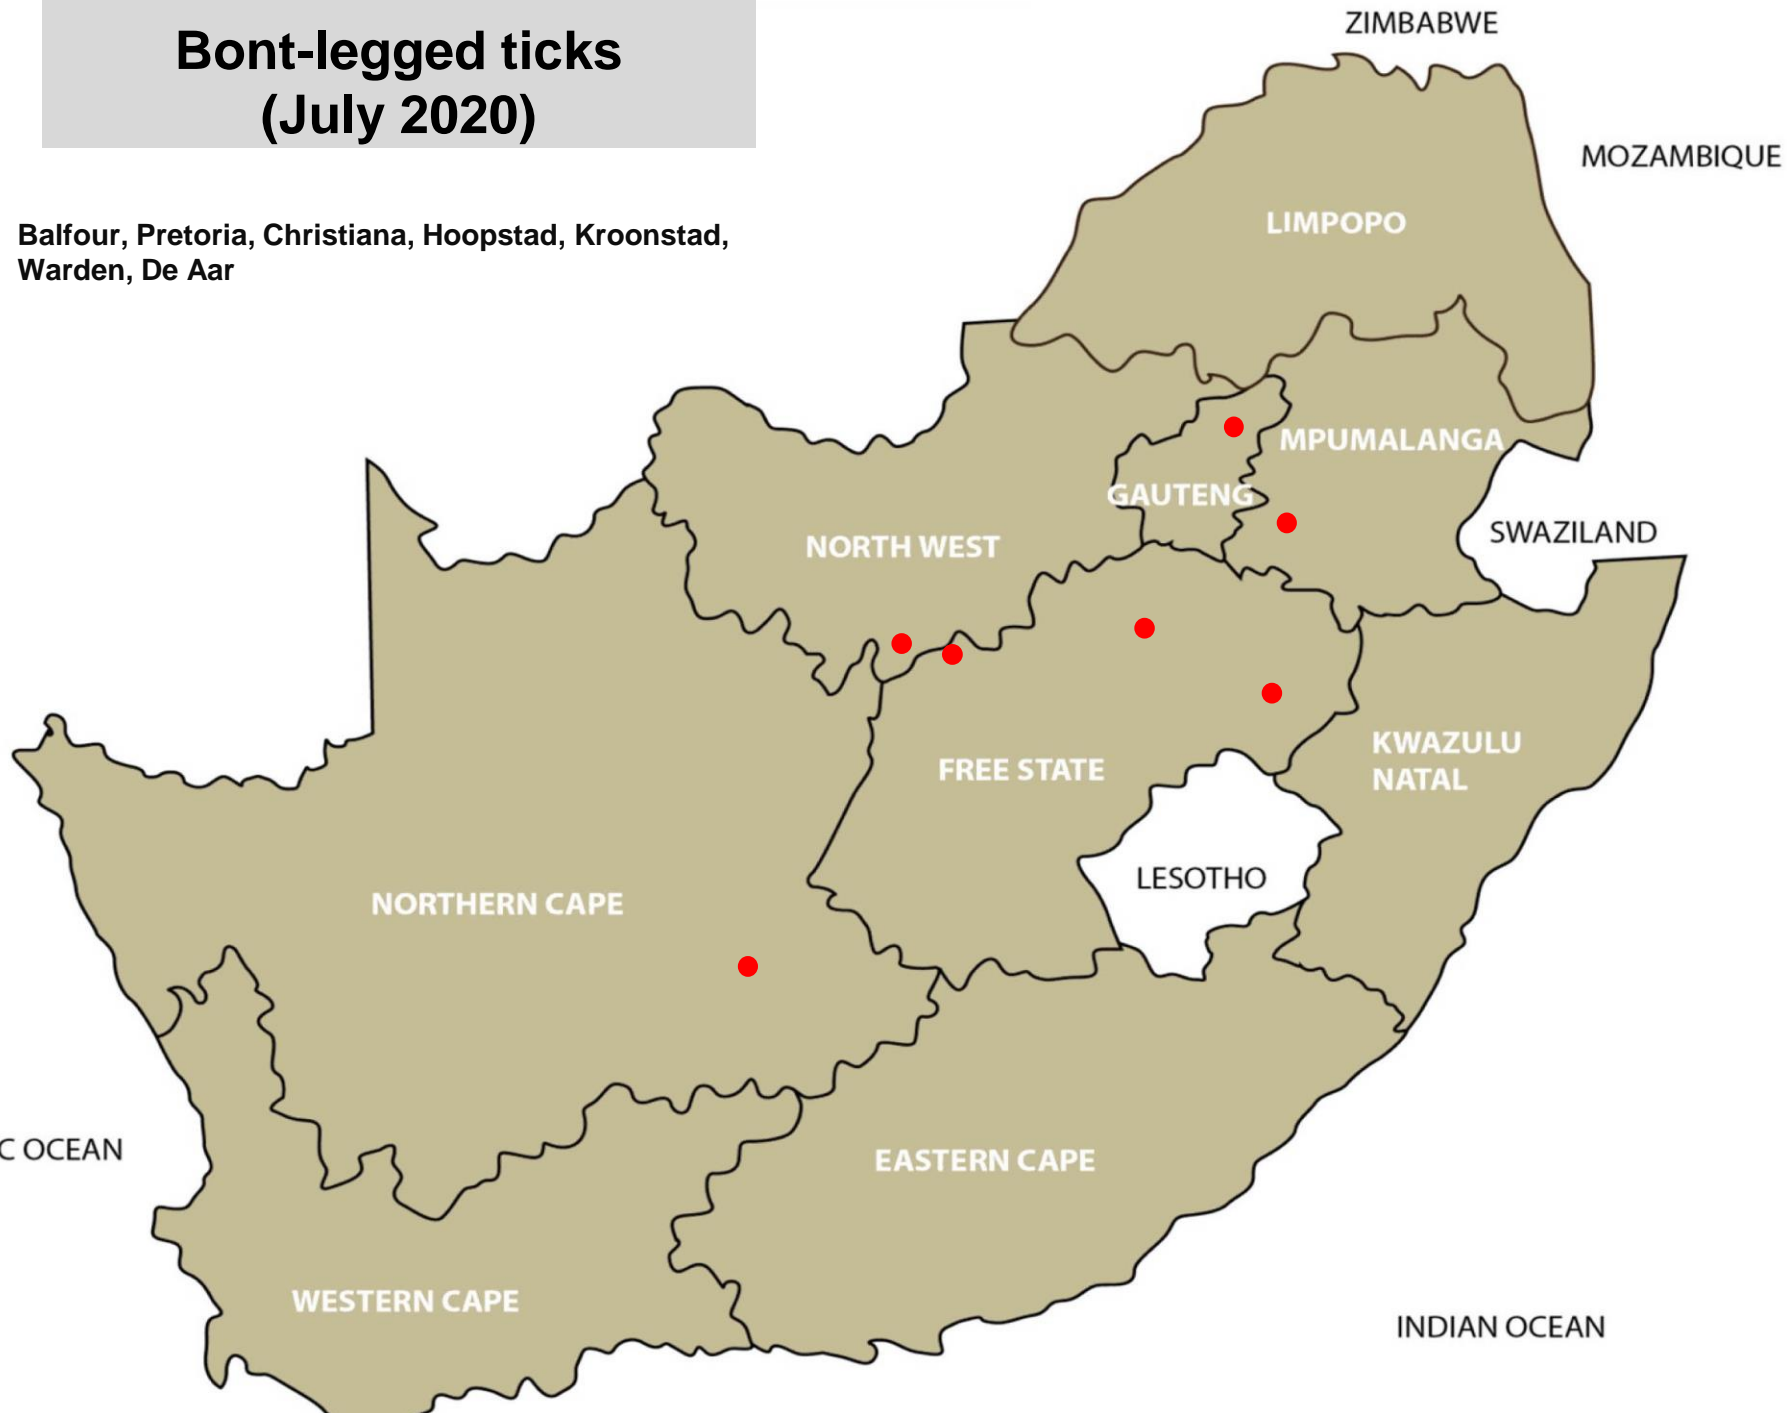 Bont-legged ticks
(July 2020)
Balfour, Pretoria, Christiana, Hoopstad, Kroonstad,
Warden, De Aar
ZIMBABWE
MOZAMBIQUE
LIMPOPO
MPUMALANGA
GAUTENG
SWAZILAND
NORTH WEST
KWAZULU
NATAL
FREE STATE
LESOTHO
NORTHERN CAPE
C OCEAN
EASTERN CAPE
WESTERN CAPE
INDIAN OCEAN